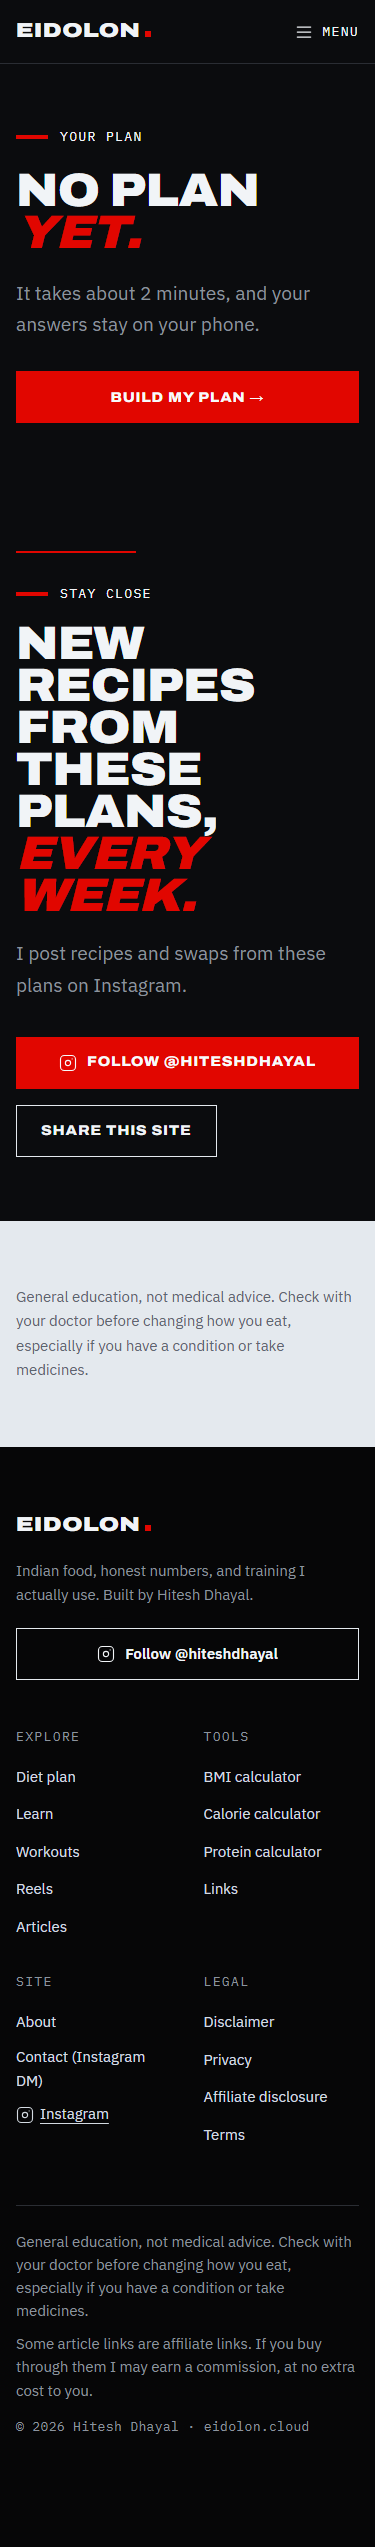 EIDOLON.
MENU
YOUR PLAN
NO PLAN
YET.
It takes about 2 minutes, and your
answers stay on your phone.
BUILD MY PLAN →
STAY CLOSE
NEW
RECIPES
FROM
THESE
PLANS,
EVERY
WEEK.
I post recipes and swaps from these
plans on Instagram.
FOLLOW @HITESHDHAYAL
SHARE THIS SITE
General education, not medical advice. Check with
your doctor before changing how you eat,
especially if you have a condition or take
medicines.
EIDOLON.
Indian food, honest numbers, and training I
actually use. Built by Hitesh Dhayal.
Follow @hiteshdhayal
EXPLORE
Diet plan
Learn
Workouts
Reels
Articles
TOOLS
BMI calculator
Calorie calculator
Protein calculator
Links
SITE
About
Contact (Instagram
DM)
Instagram
LEGAL
Disclaimer
Privacy
Affiliate disclosure
Terms
General education, not medical advice. Check with
your doctor before changing how you eat,
especially if you have a condition or take
medicines.
Some article links are affiliate links. If you buy
through them I may earn a commission, at no extra
cost to you.
© 2026 Hitesh Dhayal · eidolon.cloud